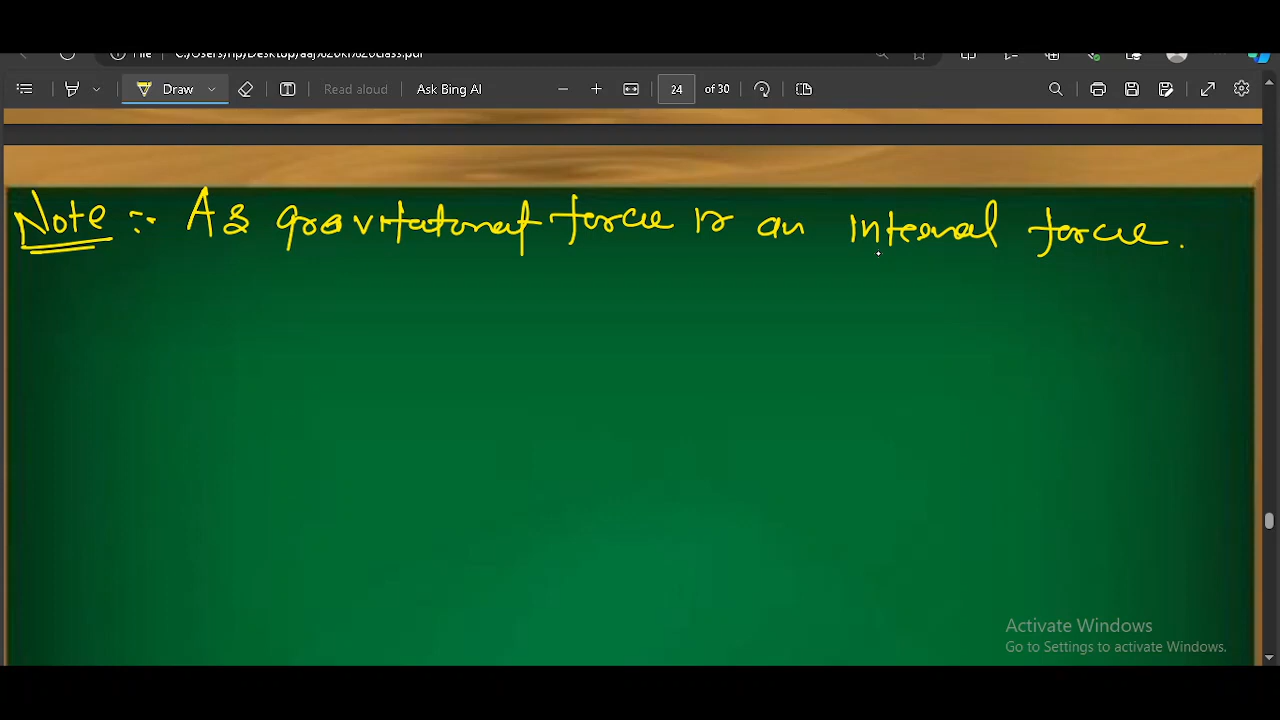 File C:/Users/hp/Desktop/aaj%20ki%20class.pdf
Draw Read aloud Ask Bing AI 24 of 30
Note :- As gravitational force is an internal force.
Activate Windows
Go to Settings to activate Windows.